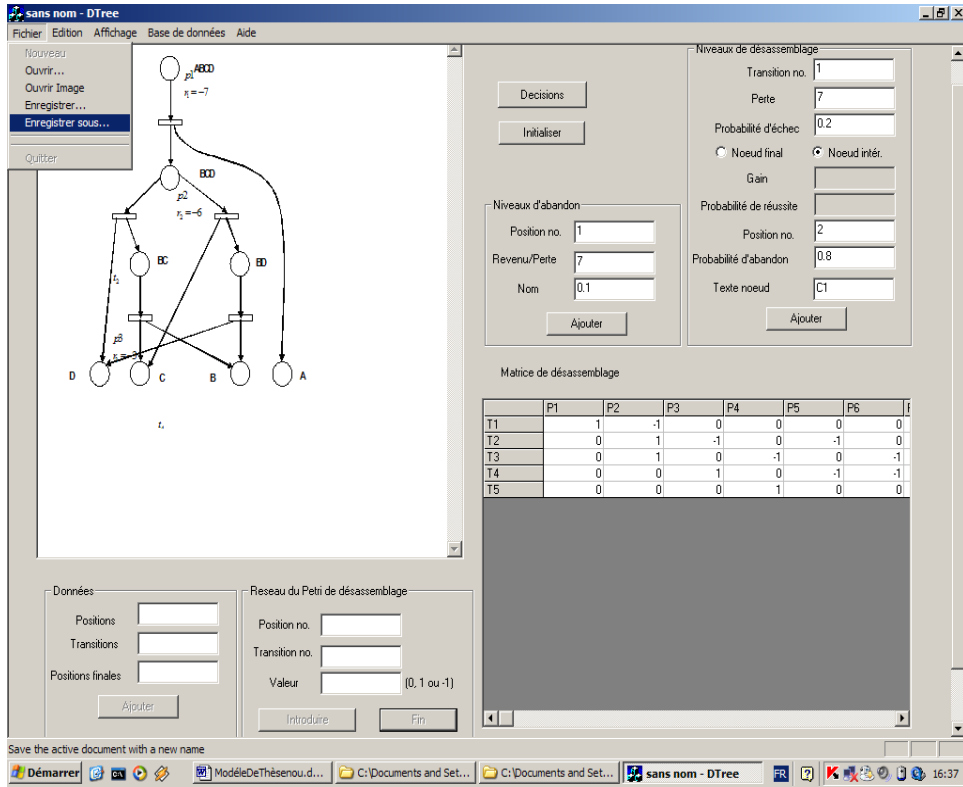 sans nom - DTree
Fichier Edition Affichage Base de données Aide
Nouveau
Ouvrir...
Ouvrir Image
Enregistrer...
Enregistrer sous...
Quitter
p1 ABCD
r₁ = -7
BCD
p2
r₂ = -6
BC
BD
t₂
p3
D
C
B
A
Decisions
Initialiser
Niveaux d'abandon
Position no. 1
Revenu/Perte 7
Nom 0.1
Ajouter
Niveaux de désassemblage
Transition no. 1
Perte 7
Probabilité d'échec 0.2
Noeud final Noeud intér.
Gain
Probabilité de réussite
Position no. 2
Probabilité d'abandon 0.8
Texte noeud C1
Ajouter
Matrice de désassemblage
P1 P2 P3 P4 P5 P6
T1 1 -1 0 0 0 0
T2 0 1 -1 0 -1 0
T3 0 1 0 -1 0 -1
T4 0 0 1 0 -1 -1
T5 0 0 0 1 0 0
Données
Positions
Transitions
Positions finales
Ajouter
Reseau du Petri de désassemblage
Position no.
Transition no.
Valeur (0, 1 ou -1)
Introduire Fin
Save the active document with a new name
Démarrer ModéleDeThèsenou.d... C:\Documents and Set... C:\Documents and Set... sans nom - DTree FR 16:37